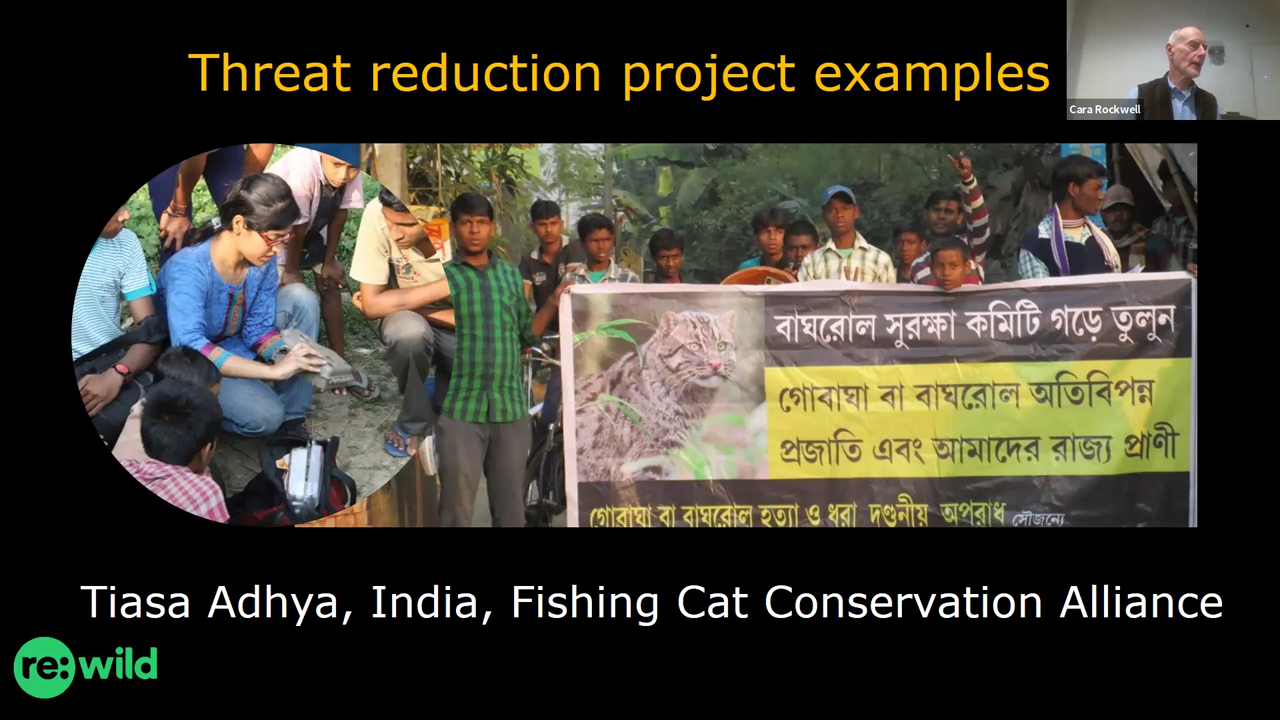 Threat reduction project examples
Cara Rockwell
বাঘরোল সুরক্ষা কমিটি গড়ে তুলুন
গোবাঘা বা বাঘরোল অতিবিপন্ন
প্রজাতি এবং আমাদের রাজ্য প্রাণী
গোবাঘা বা বাঘরোল হত্যা ও ধরা দণ্ডনীয় অপরাধ সৌজন্যে
Tiasa Adhya, India, Fishing Cat Conservation Alliance
re:wild